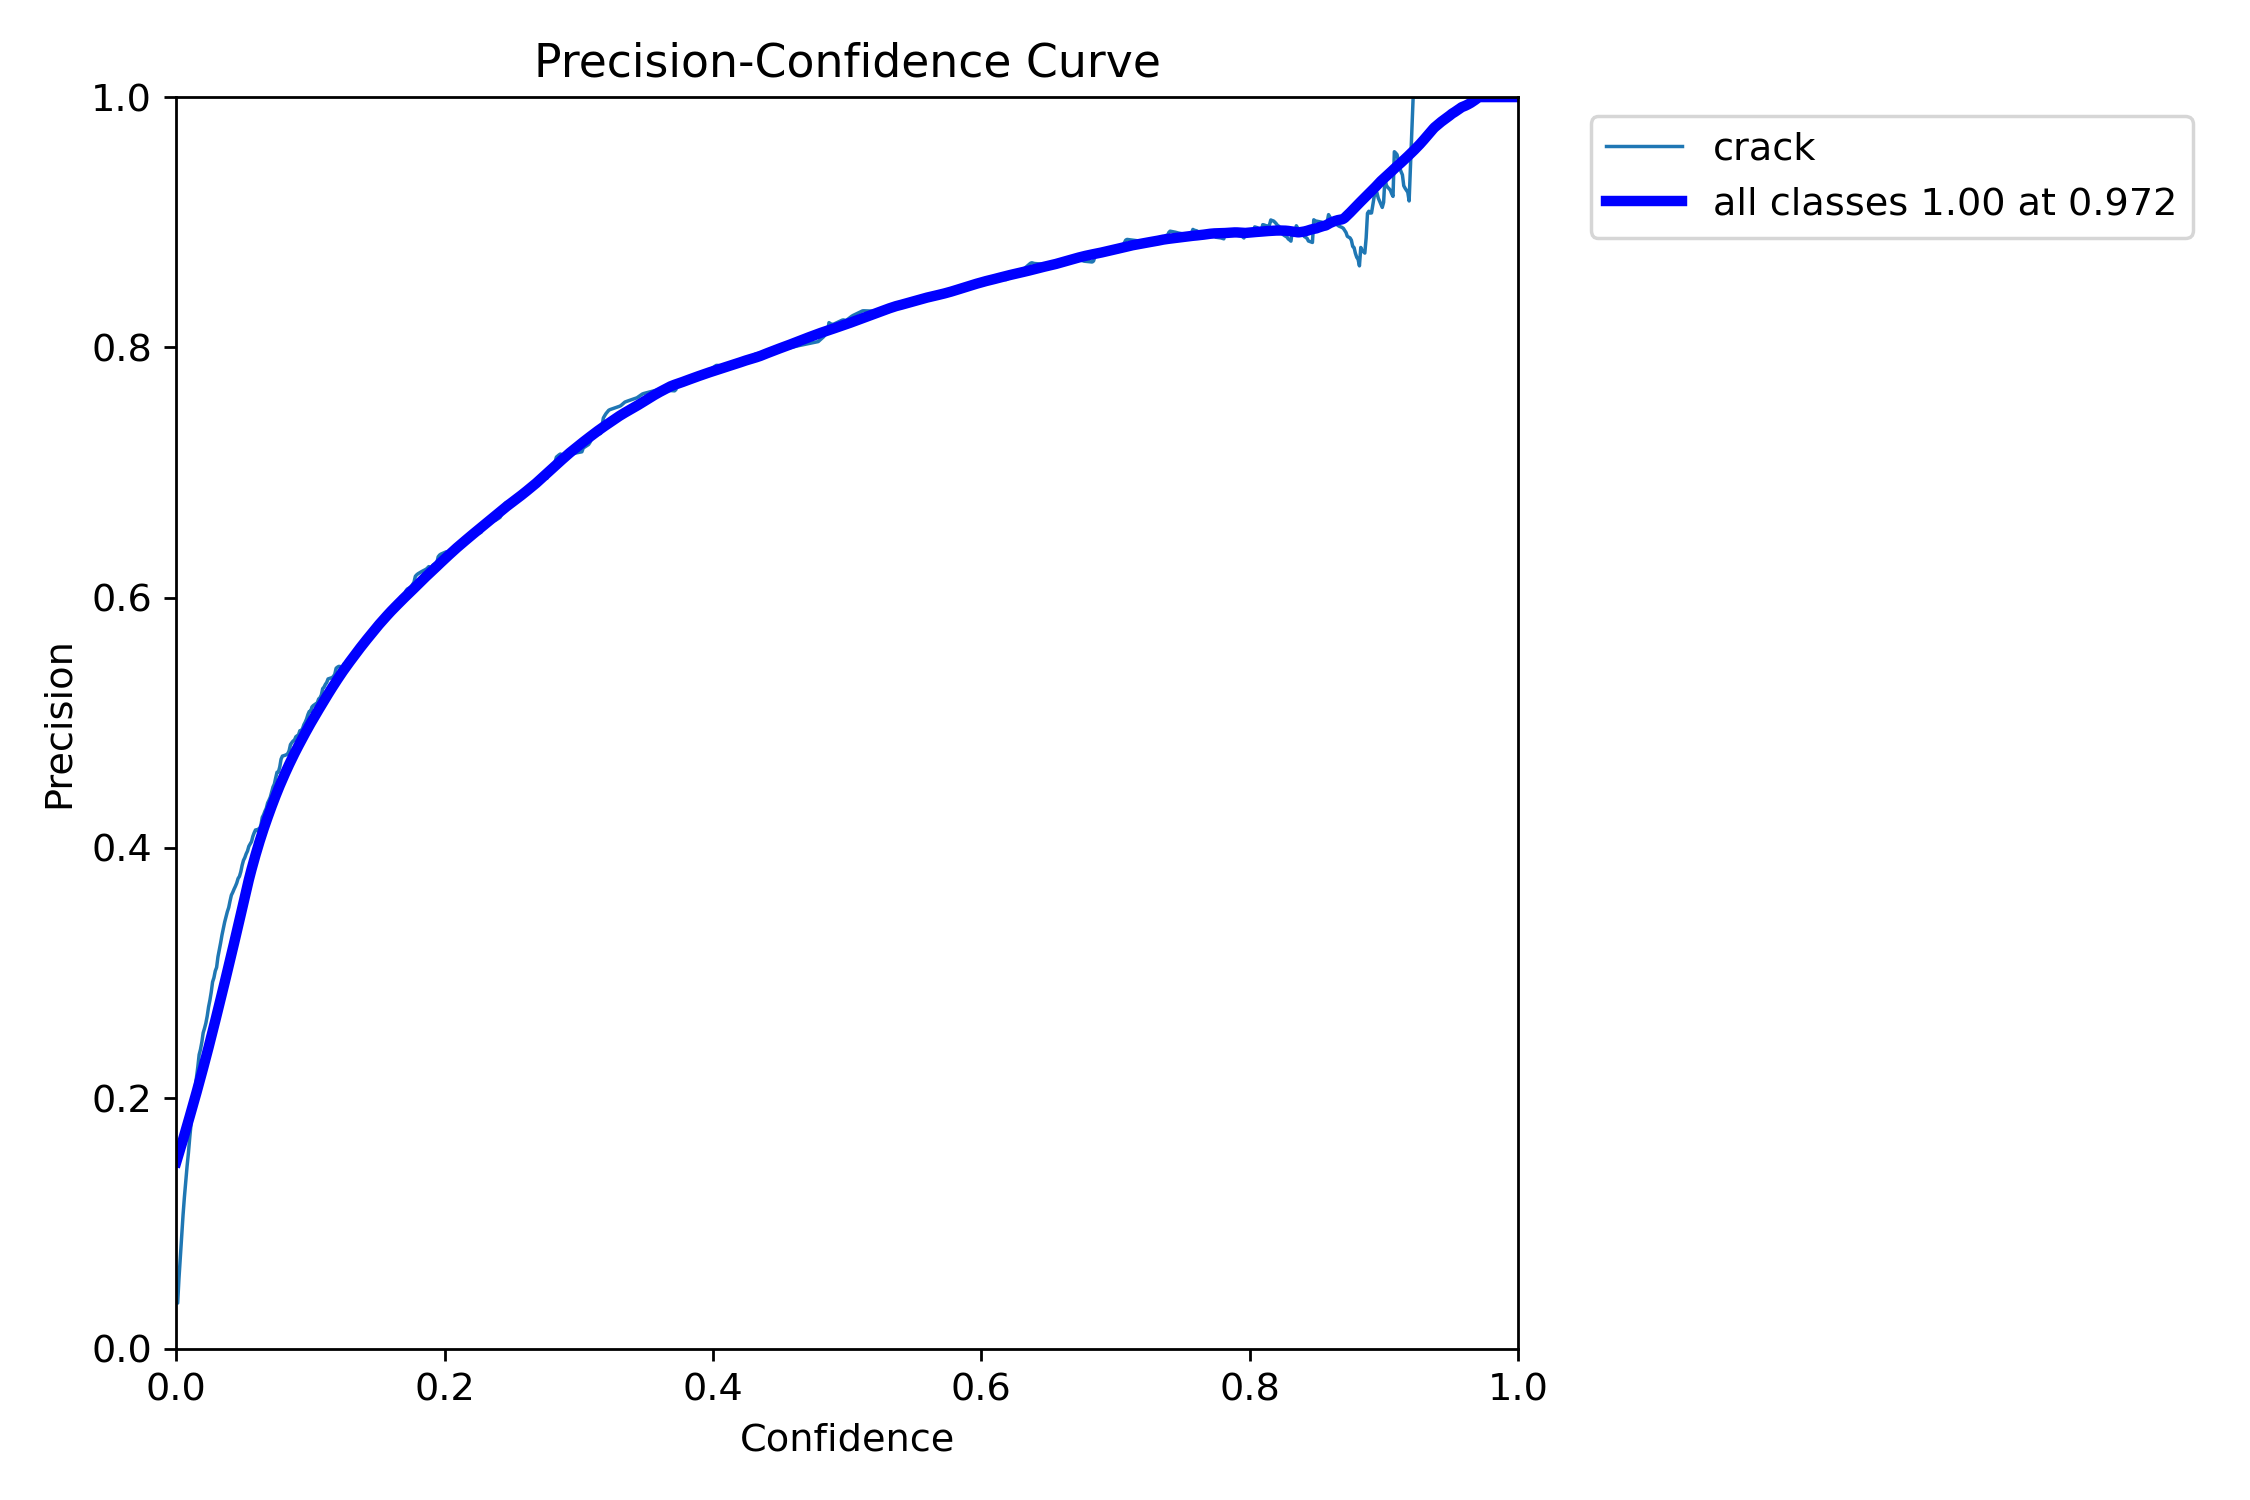 Precision-Confidence Curve
1.0
0.8
0.6
0.4
0.2
0.0
Precision
0.0 0.2 0.4 0.6 0.8 1.0
Confidence
crack
all classes 1.00 at 0.972